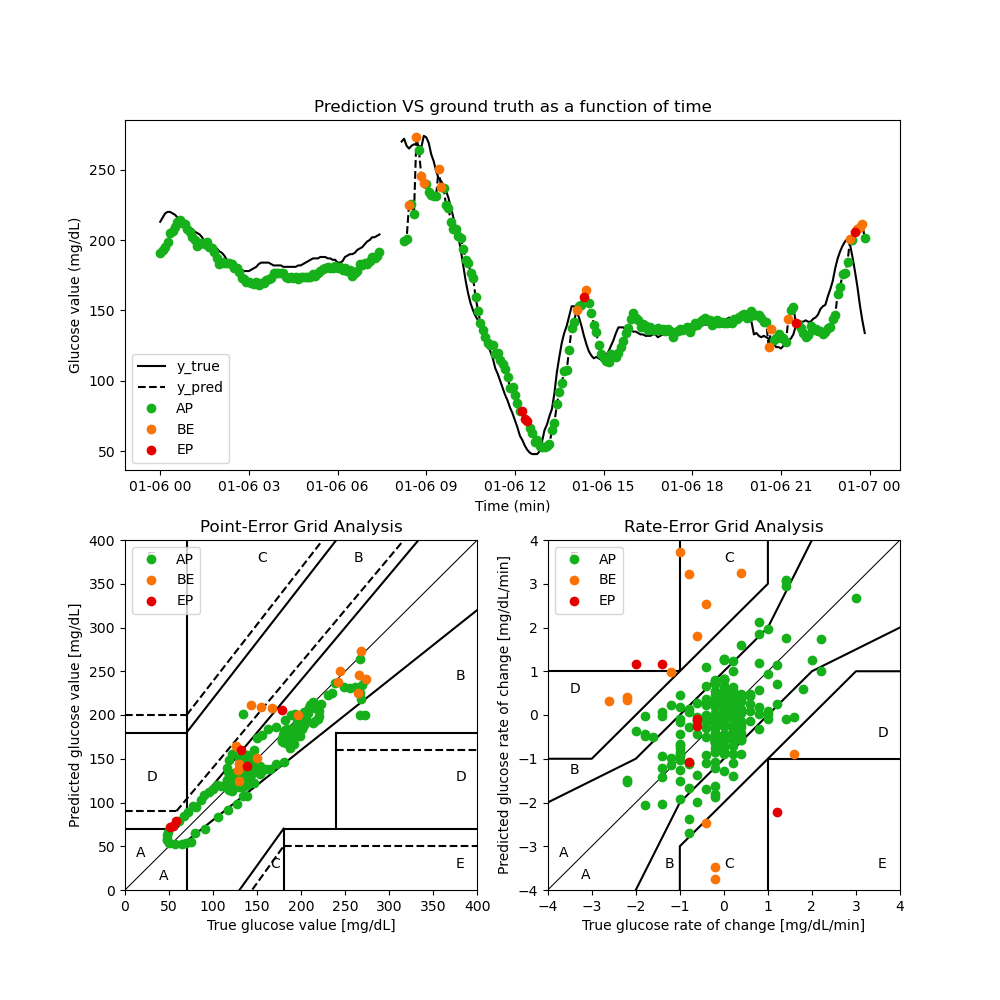 Prediction VS ground truth as a function of time
Glucose value (mg/dL)
250
200
150
100
50
y_true
y_pred
AP
BE
EP
01-06 00 01-06 03 01-06 06 01-06 09 01-06 12 01-06 15 01-06 18 01-06 21 01-07 00
Time (min)
Point-Error Grid Analysis
Predicted glucose value [mg/dL]
400
350
300
250
200
150
100
50
0
AP
BE
EP
C
B
B
D
D
A
A
C
E
0 50 100 150 200 250 300 350 400
True glucose value [mg/dL]
Rate-Error Grid Analysis
Predicted glucose rate of change [mg/dL/min]
4
3
2
1
0
−1
−2
−3
−4
AP
BE
EP
C
D
D
B
A
A
B
C
E
−4 −3 −2 −1 0 1 2 3 4
True glucose rate of change [mg/dL/min]